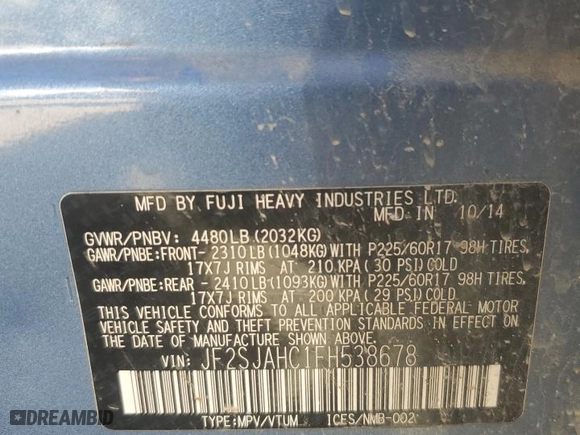 MFD BY FUJI HEAVY INDUSTRIES LTD.
MFD IN 10/14
GVWR/PNBV: 4480LB(2032KG)
GAWR/PNBE:FRONT- 2310LB(1048KG)WITH P225/60R17 98H TIRES,
17X7J RIMS AT 210 KPA( 30 PSI)COLD
GAWR/PNBE:REAR - 2410LB(1093KG)WITH P225/60R17 98H TIRES,
17X7J RIMS AT 200 KPA( 29 PSI)COLD
THIS VEHICLE CONFORMS TO ALL APPLICABLE FEDERAL MOTOR
VEHICLE SAFETY AND THEFT PREVENTION STANDARDS IN EFFECT
ON THE DATE OF MANUFACTURE SHOWN ABOVE.
VIN: JF2SJAHC1FH538678
TYPE:MPV/VTUM ICES/NMB-002
DREAMBID